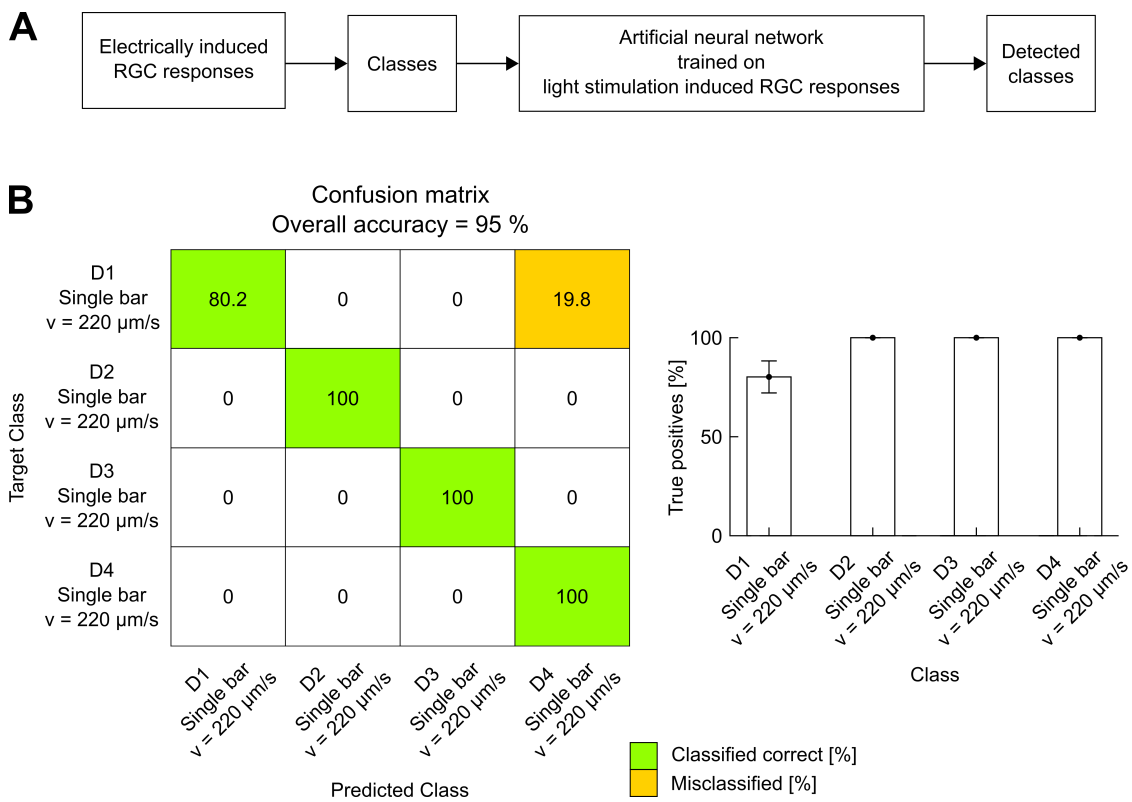 A
Electrically induced
RGC responses
Classes
Artificial neural network
trained on
light stimulation induced RGC responses
Detected
classes
B
Confusion matrix
Overall accuracy = 95 %
Target Class
D1
Single bar
v = 220 µm/s
80.2
0
0
19.8
D2
Single bar
v = 220 µm/s
0
100
0
0
D3
Single bar
v = 220 µm/s
0
0
100
0
D4
Single bar
v = 220 µm/s
0
0
0
100
D1
Single bar
v = 220 µm/s
D2
Single bar
v = 220 µm/s
D3
Single bar
v = 220 µm/s
D4
Single bar
v = 220 µm/s
Predicted Class
True positives [%]
100
50
0
D1
Single bar
v = 220 µm/s
D2
Single bar
v = 220 µm/s
D3
Single bar
v = 220 µm/s
D4
Single bar
v = 220 µm/s
Class
Classified correct [%]
Misclassified [%]